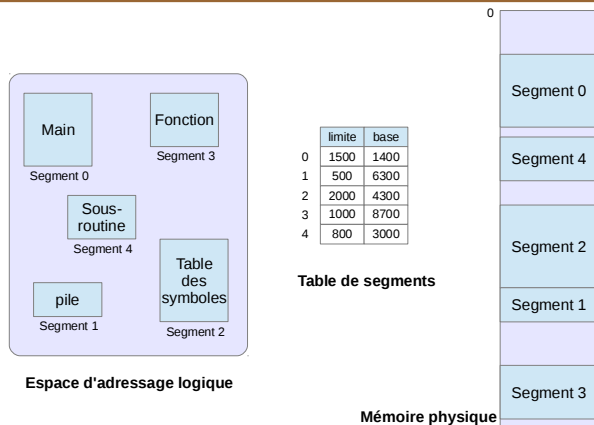 0
Main
Segment 0
Fonction
Segment 3
Sous-
routine
Segment 4
pile
Segment 1
Table
des
symboles
Segment 2
Espace d'adressage logique
limite base
0 1500 1400
1 500 6300
2 2000 4300
3 1000 8700
4 800 3000
Table de segments
Segment 0
Segment 4
Segment 2
Segment 1
Segment 3
Mémoire physique